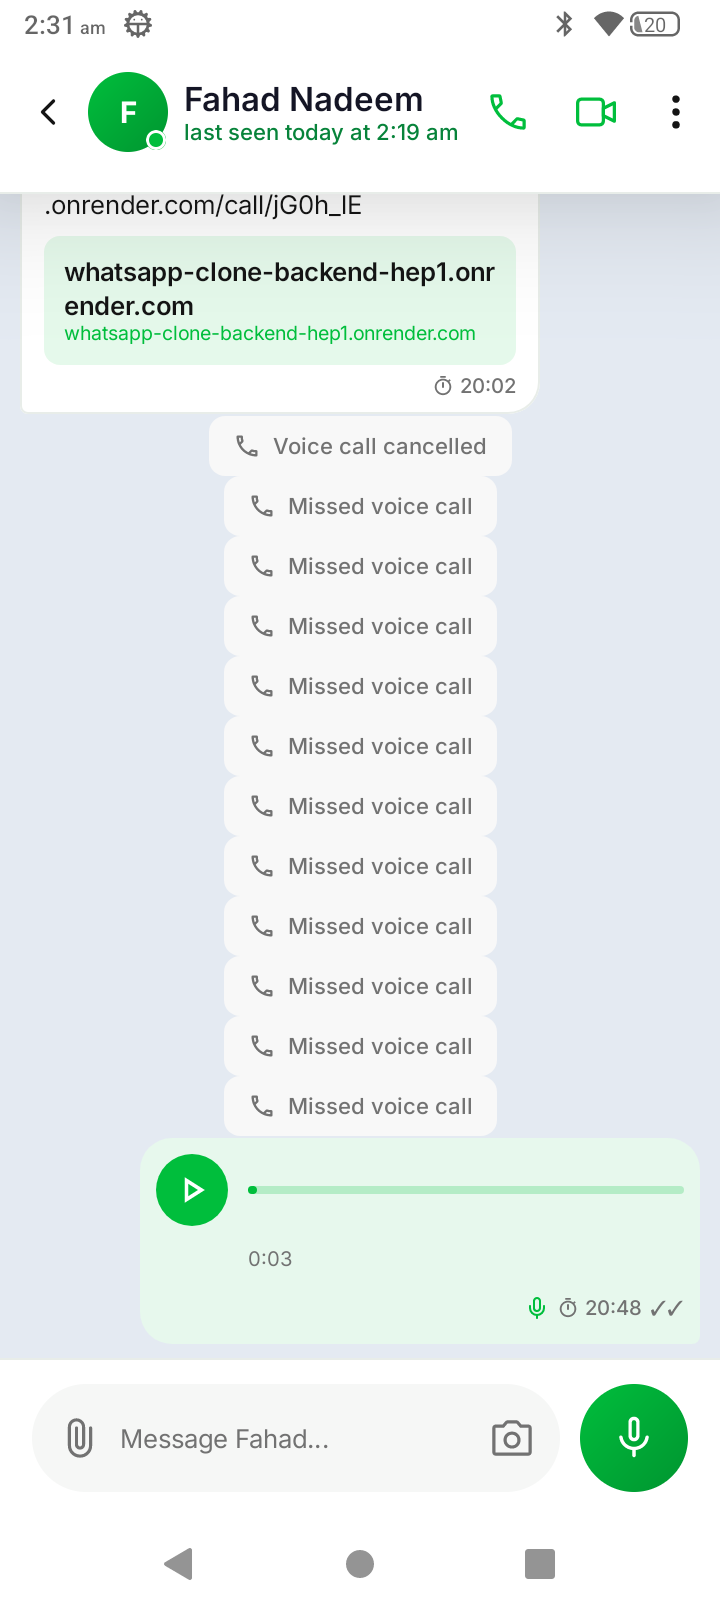 2:31 am
20
F
Fahad Nadeem
last seen today at 2:19 am
.onrender.com/call/jG0h_lE
whatsapp-clone-backend-hep1.onr
ender.com
whatsapp-clone-backend-hep1.onrender.com
20:02
Voice call cancelled
Missed voice call
Missed voice call
Missed voice call
Missed voice call
Missed voice call
Missed voice call
Missed voice call
Missed voice call
Missed voice call
Missed voice call
Missed voice call
0:03
20:48
Message Fahad...